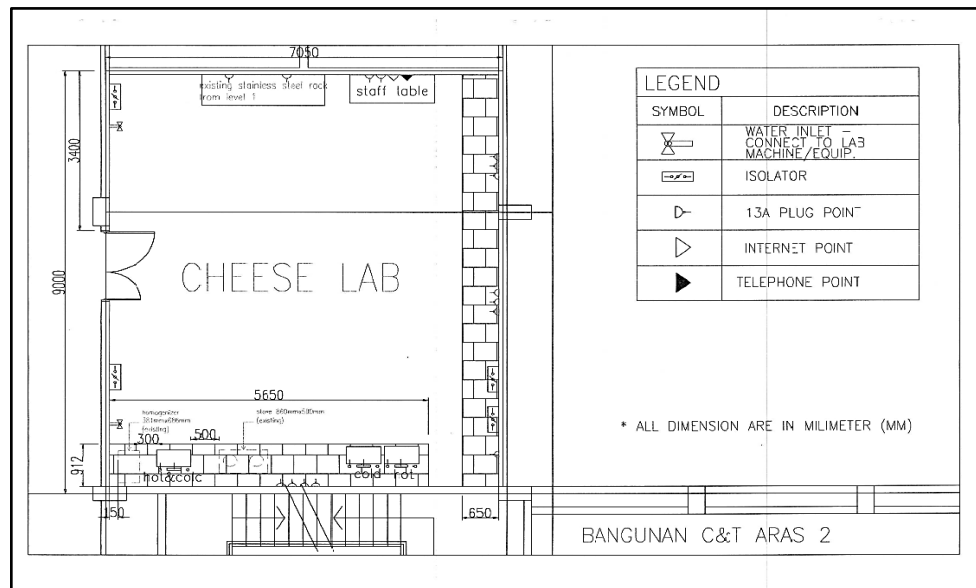 7050
existing stainless steel rack
from level 1
staff table
3400
9000
CHEESE LAB
5650
homogenizer
381mmx686mm
(existing)
stove 860mmx500mm
(existing)
300
500
912
hot&cold
cold
hot
150
650
LEGEND
SYMBOL
DESCRIPTION
WATER INLET –
CONNECT TO LAB
MACHINE/EQUIP.
ISOLATOR
13A PLUG POINT
INTERNET POINT
TELEPHONE POINT
* ALL DIMENSION ARE IN MILIMETER (MM)
BANGUNAN C&T ARAS 2